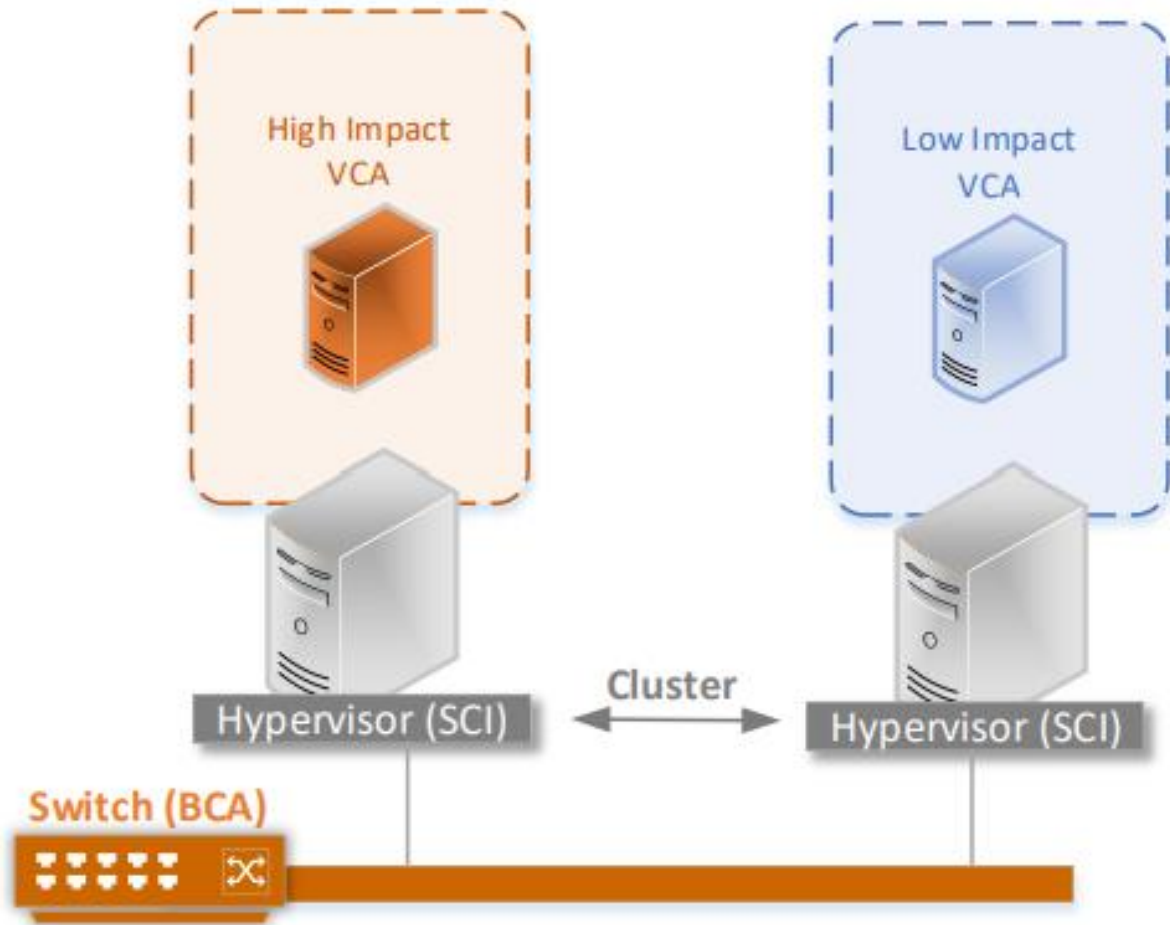 High Impact
VCA
Low Impact
VCA
Cluster
Hypervisor (SCI)
Hypervisor (SCI)
Switch (BCA)